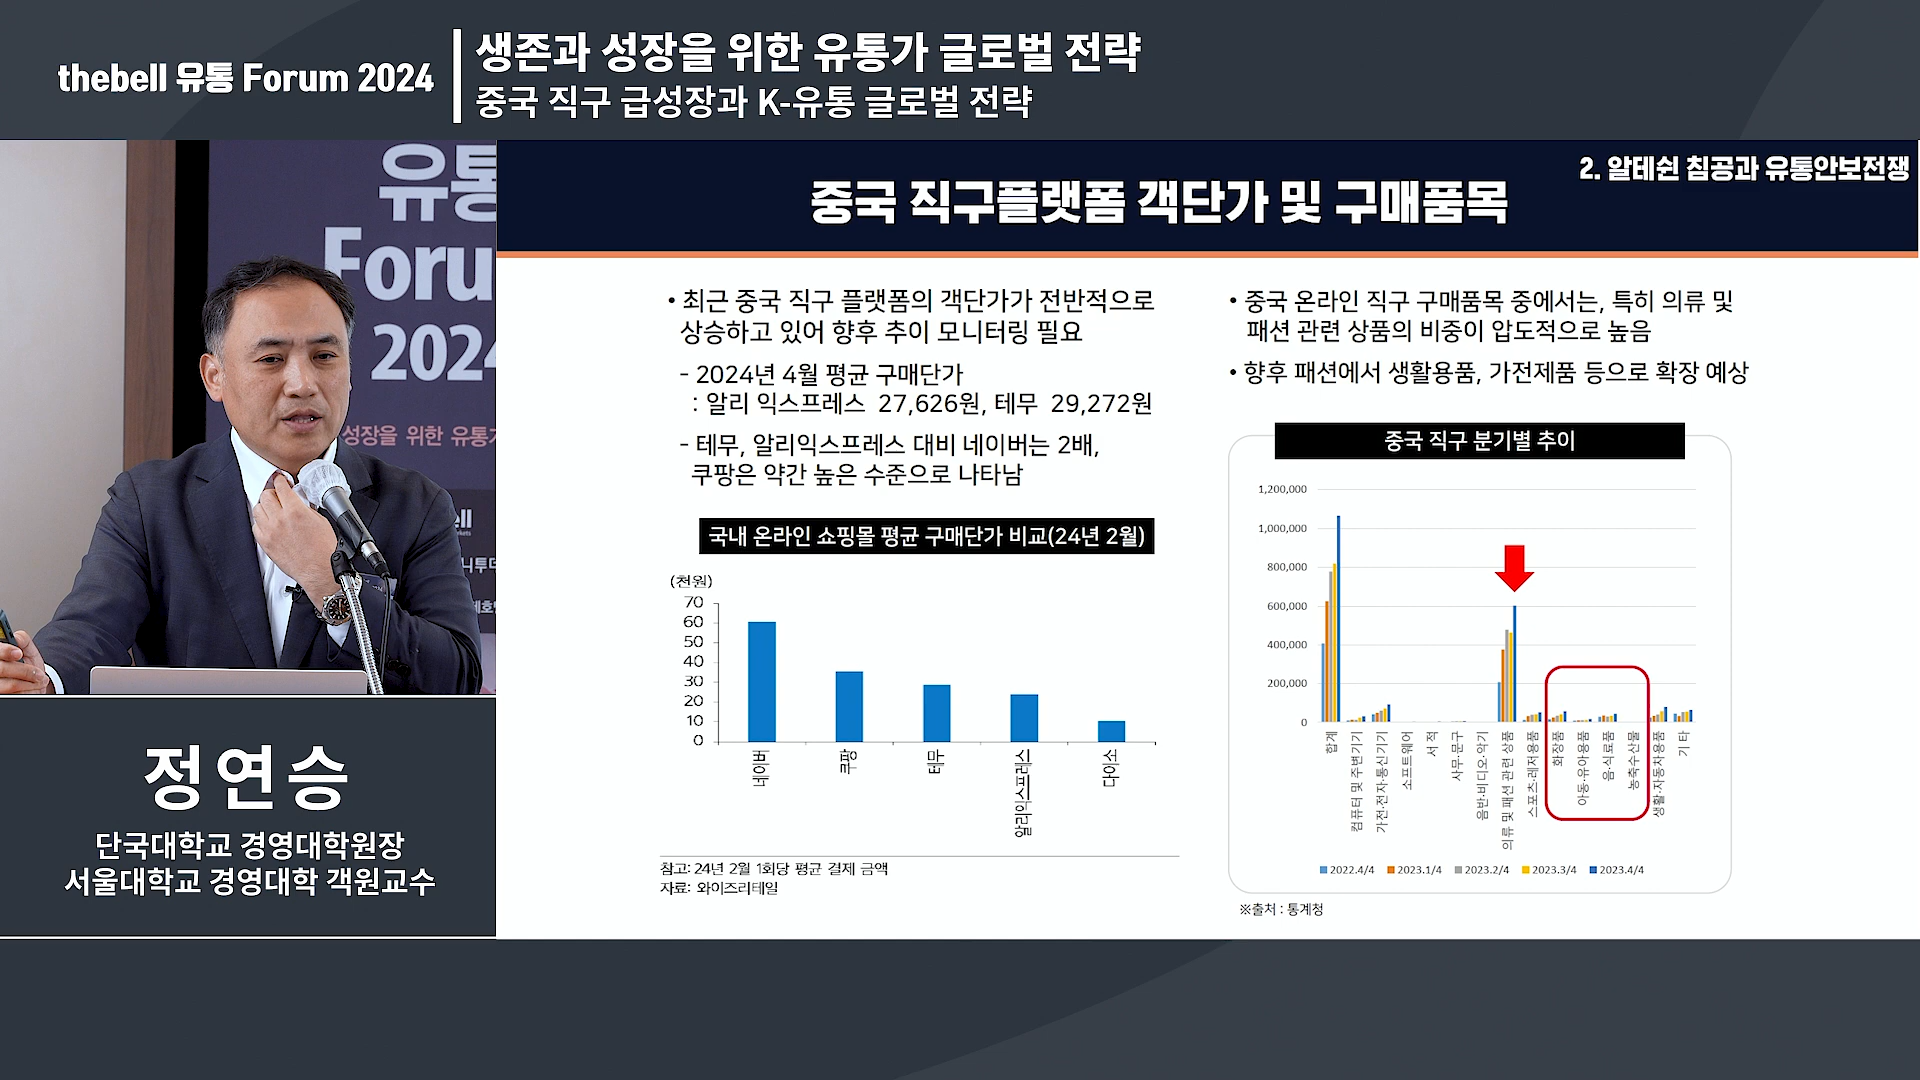 thebell 유통 Forum 2024
생존과 성장을 위한 유통가 글로벌 전략
중국 직구 급성장과 K-유통 글로벌 전략
유통
Foru
2024
성장을 위한 유통가
ell
니투데
정연승
단국대학교 경영대학원장
서울대학교 경영대학 객원교수
2. 알테쉰 침공과 유통안보전쟁
중국 직구플랫폼 객단가 및 구매품목
• 최근 중국 직구 플랫폼의 객단가가 전반적으로
상승하고 있어 향후 추이 모니터링 필요
- 2024년 4월 평균 구매단가
: 알리 익스프레스 27,626원, 테무 29,272원
- 테무, 알리익스프레스 대비 네이버는 2배,
쿠팡은 약간 높은 수준으로 나타남
국내 온라인 쇼핑몰 평균 구매단가 비교(24년 2월)
(천원)
70
60
50
40
30
20
10
0
네이버
쿠팡
테무
알리익스프레스
다이소
참고: 24년 2월 1회당 평균 결제 금액
자료: 와이즈리테일
• 중국 온라인 직구 구매품목 중에서는, 특히 의류 및
패션 관련 상품의 비중이 압도적으로 높음
• 향후 패션에서 생활용품, 가전제품 등으로 확장 예상
중국 직구 분기별 추이
1,200,000
1,000,000
800,000
600,000
400,000
200,000
0
합계
컴퓨터 및 주변기기
가전·전자·통신기기
소프트웨어
서 적
사무·문구
음반·비디오·악기
의류 및 패션 관련 상품
스포츠·레저용품
화장품
아동·유아용품
음·식료품
농축수산물
생활·자동차용품
기 타
2022.4/4 2023.1/4 2023.2/4 2023.3/4 2023.4/4
※출처 : 통계청